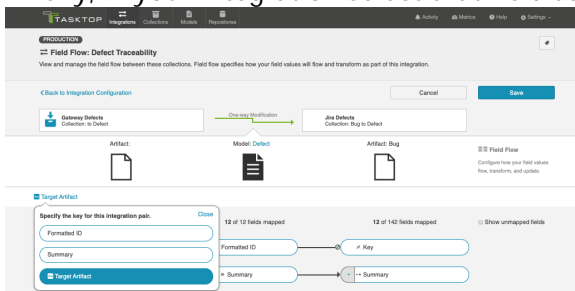 TASKTOP
Integrations
Collections
Models
Repositories
Activity
Metrics
Help
Settings
PRODUCTION
Field Flow: Defect Traceability
View and manage the field flow between these collections. Field flow specifies how your field values will flow and transform as part of this integration.
Back to Integration Configuration
Cancel
Save
Gateway Defects
Collection: to Defect
One-way Modification
Jira Defects
Collection: Bug to Defect
Artifact:
Model: Defect
Artifact: Bug
Field Flow
Configure how your field values
flow, transform, and update.
Target Artifact
Specify the key for this integration pair.
Close
12 of 12 fields mapped
12 of 142 fields mapped
Show unmapped fields
Formatted ID
Formatted ID
Key
Summary
Summary
Summary
Target Artifact